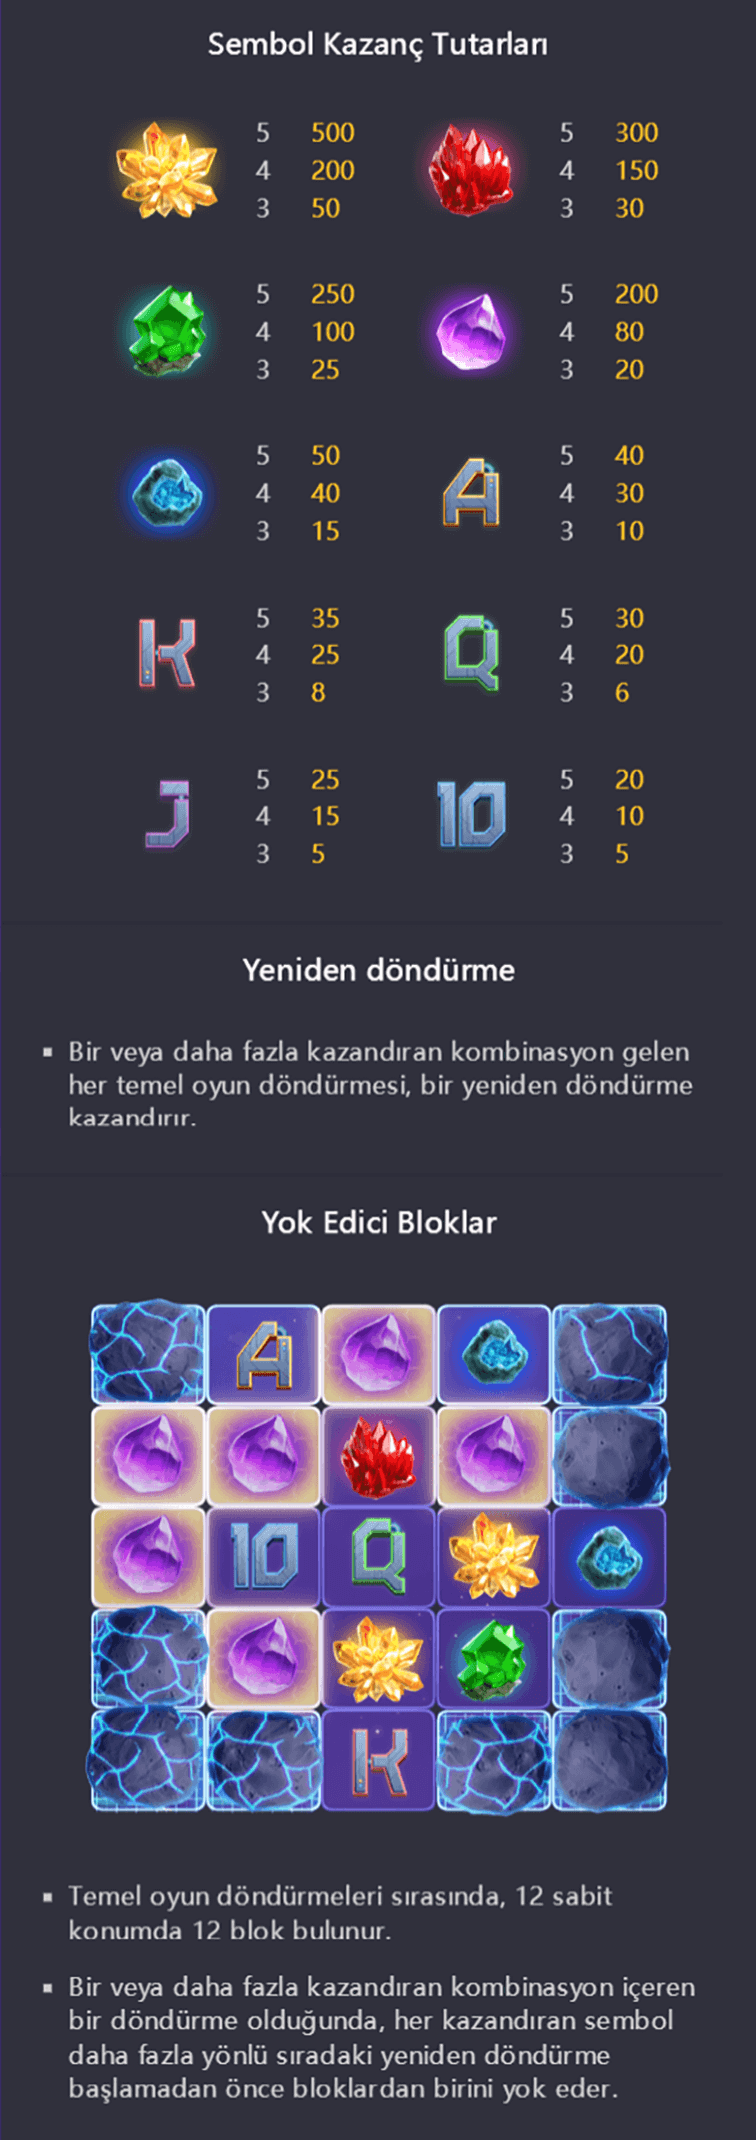 Sembol Kazanç Tutarları
5 500 5 300
4 200 4 150
3 50 3 30
5 250 5 200
4 100 4 80
3 25 3 20
5 50 A 5 40
4 40 4 30
3 15 3 10
K 5 35 Q 5 30
4 25 4 20
3 8 3 6
J 5 25 10 5 20
4 15 4 10
3 5 3 5
Yeniden döndürme
▪ Bir veya daha fazla kazandıran kombinasyon gelen
her temel oyun döndürmesi, bir yeniden döndürme
kazandırır.
Yok Edici Bloklar
A
10 Q
K
▪ Temel oyun döndürmeleri sırasında, 12 sabit
konumda 12 blok bulunur.
▪ Bir veya daha fazla kazandıran kombinasyon içeren
bir döndürme olduğunda, her kazandıran sembol
daha fazla yönlü sıradaki yeniden döndürme
başlamadan önce bloklardan birini yok eder.